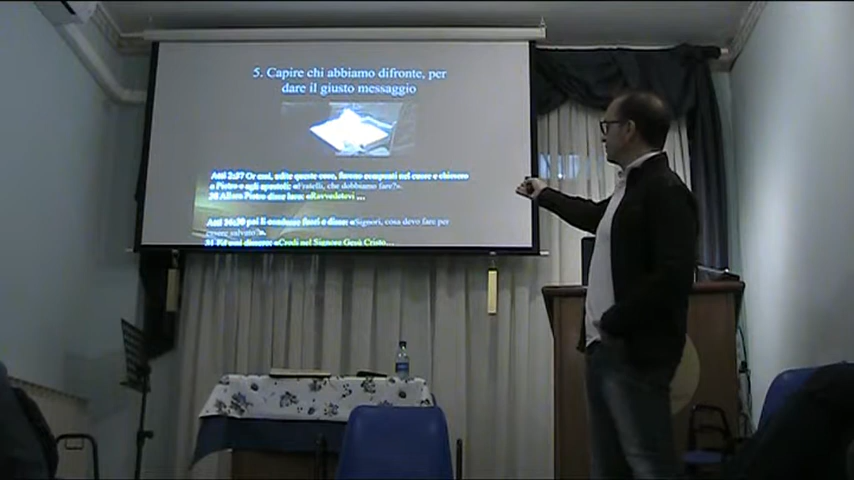 5. Capire chi abbiamo difronte, per
dare il giusto messaggio
Atti 2:37 Or essi, udite queste cose, furono compunti nel cuore e chiesero
a Pietro e agli apostoli: «Fratelli, che dobbiamo fare?».
38 Allora Pietro disse loro: «Ravvedetevi ...
Atti 16:30 poi li condusse fuori e disse: «Signori, cosa devo fare per
essere salvato?».
31 Ed essi dissero: «Credi nel Signore Gesù Cristo...